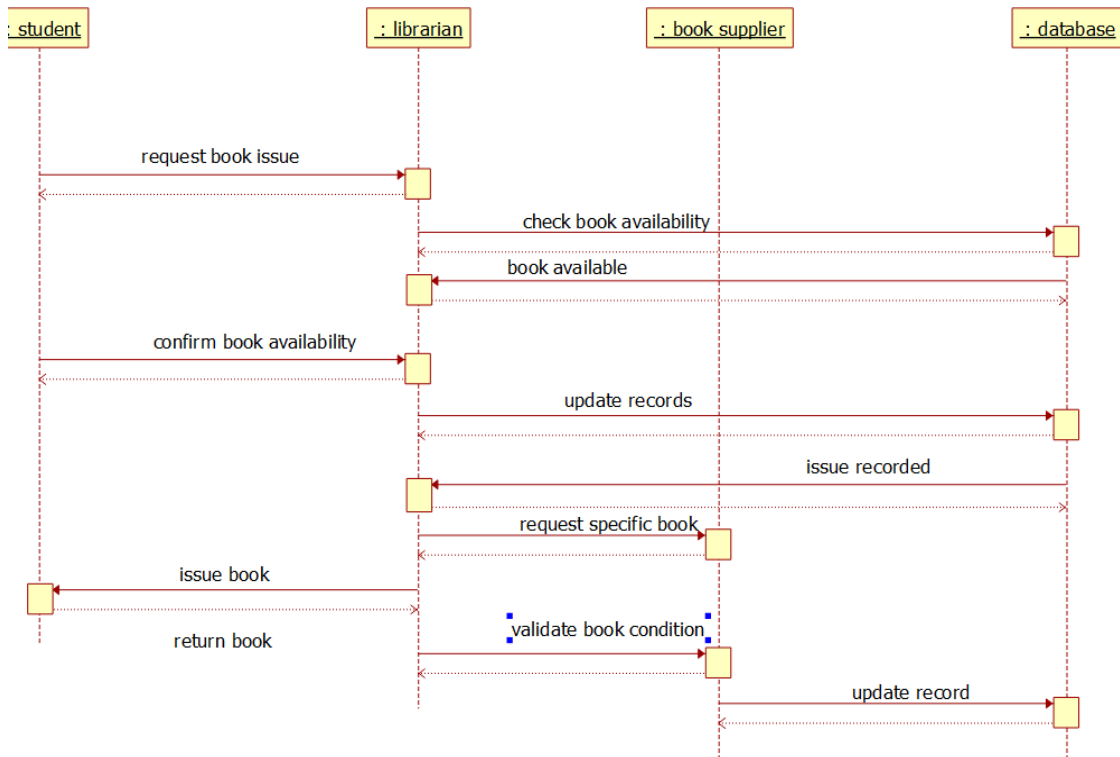 : student
: librarian
: book supplier
: database
request book issue
check book availability
book available
confirm book availability
update records
issue recorded
request specific book
issue book
validate book condition
return book
update record